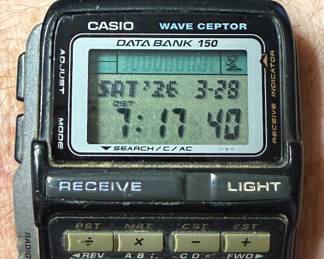 CASIO WAVE CEPTOR
DATA BANK 150
SAT '26 3-28
DST
7:17 40
SEARCH/C/AC
ADJUST
MODE
RECEIVE INDICATOR
RECEIVE LIGHT
PST MST CST EST
÷ × − +
◀REV A.B FWD▶
RADIO